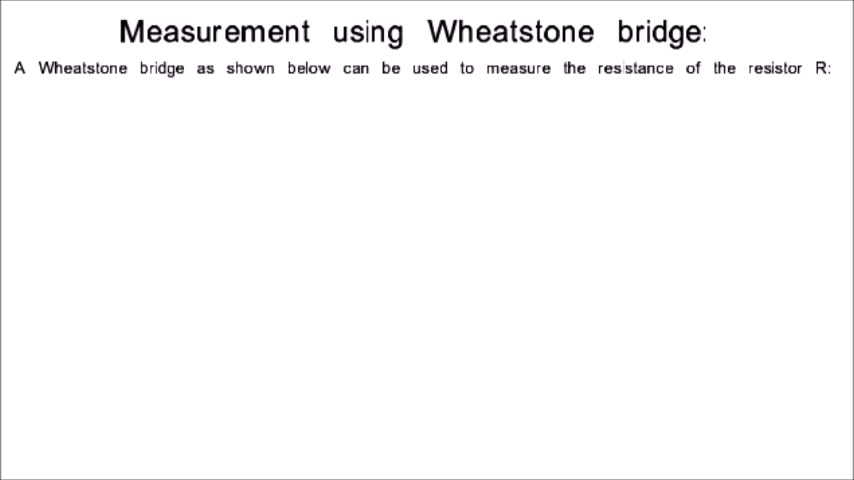 Measurement using Wheatstone bridge:
A Wheatstone bridge as shown below can be used to measure the resistance of the resistor R: